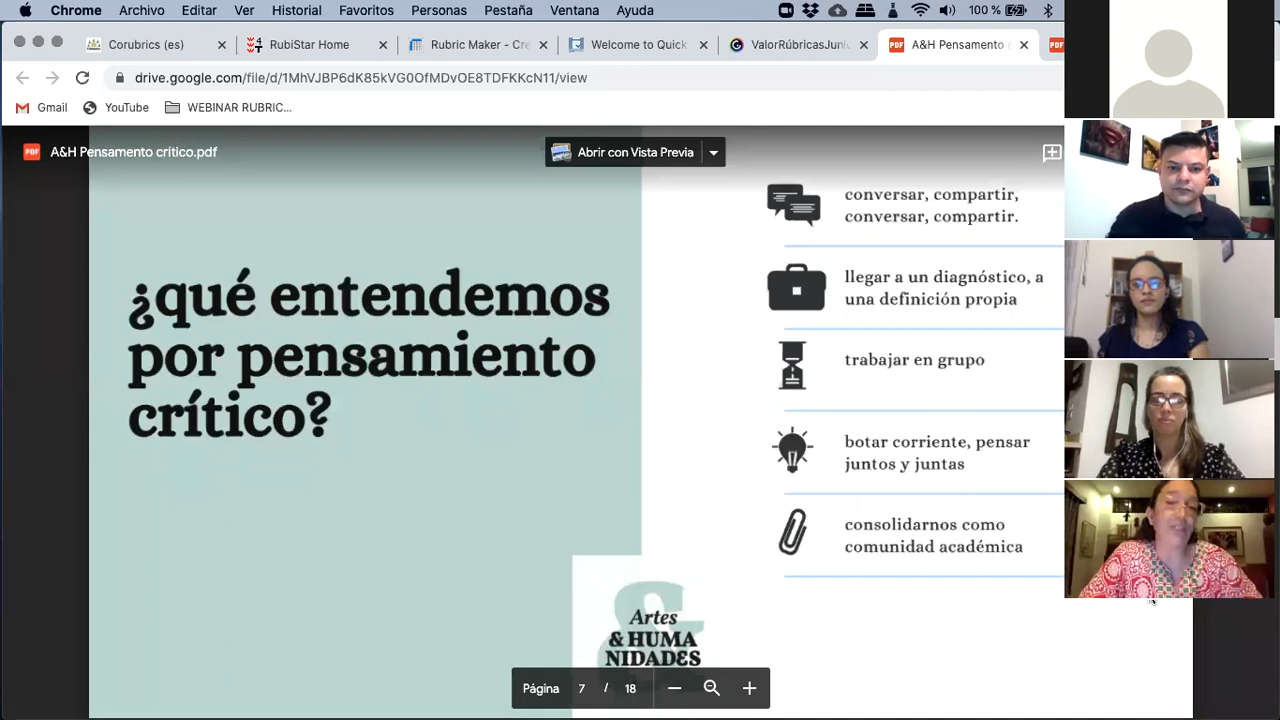 Chrome Archivo Editar Ver Historial Favoritos Personas Pestaña Ventana Ayuda 100 %
Corubrics (es) RubiStar Home Rubric Maker - Cre Welcome to Quick ValorRúbricasJuni A&H Pensamento
drive.google.com/file/d/1MhVJBP6dK85kVG0OfMDvOE8TDFKKcN11/view
Gmail YouTube WEBINAR RUBRIC...
A&H Pensamento crítico.pdf
Abrir con Vista Previa
¿qué entendemos
por pensamiento
crítico?
conversar, compartir,
conversar, compartir.
llegar a un diagnóstico, a
una definición propia
trabajar en grupo
botar corriente, pensar
juntos y juntas
consolidarnos como
comunidad académica
Artes
& HUMA
NIDADES
Página 7 / 18